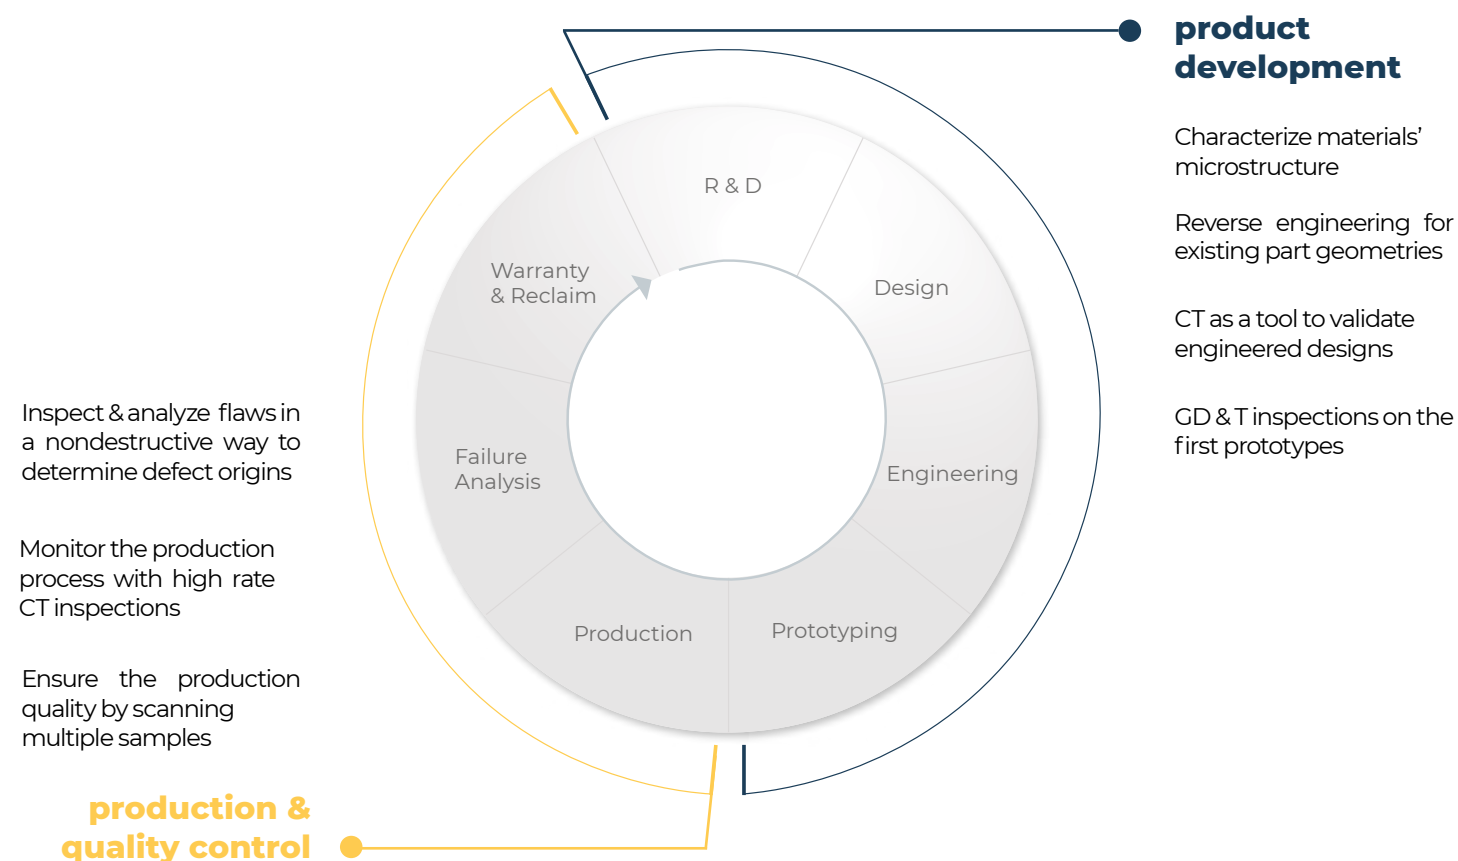 product
development
Characterize materials’
microstructure
Reverse engineering for
existing part geometries
CT as a tool to validate
engineered designs
GD & T inspections on the
first prototypes
R & D
Design
Engineering
Prototyping
Production
Failure
Analysis
Warranty
& Reclaim
Inspect & analyze flaws in
a nondestructive way to
determine defect origins
Monitor the production
process with high rate
CT inspections
Ensure the production
quality by scanning
multiple samples
production &
quality control